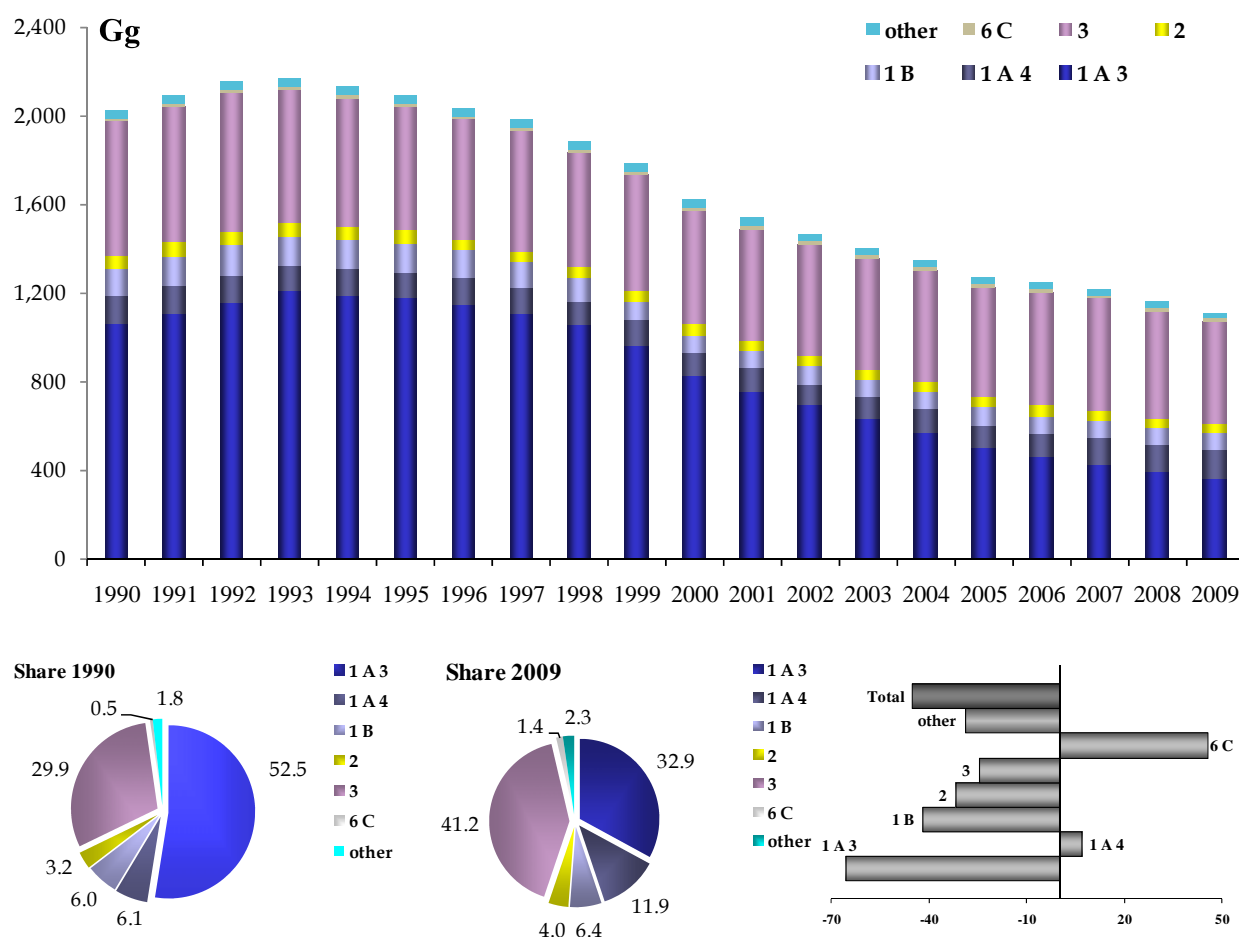 Gg
2,400
2,000
1,600
1,200
800
400
0
other 6 C 3 2
1 B 1 A 4 1 A 3
1990 1991 1992 1993 1994 1995 1996 1997 1998 1999 2000 2001 2002 2003 2004 2005 2006 2007 2008 2009
Share 1990
0.5
1.8
29.9
52.5
3.2
6.0
6.1
1 A 3
1 A 4
1 B
2
3
6 C
other
Share 2009
1.4
2.3
32.9
41.2
11.9
4.0
6.4
1 A 3
1 A 4
1 B
2
3
6 C
other
Total
other
6 C
3
2
1 B
1 A 4
1 A 3
-70 -40 -10 20 50